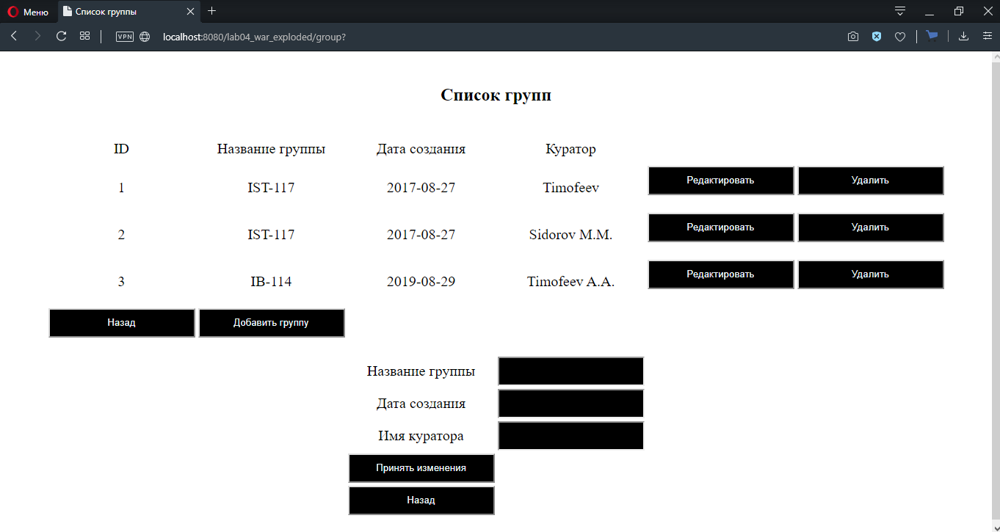 Меню Список группы
VPN localhost:8080/lab04_war_exploded/group?
Список групп
ID Название группы Дата создания Куратор
1 IST-117 2017-08-27 Timofeev Редактировать Удалить
2 IST-117 2017-08-27 Sidorov M.M. Редактировать Удалить
3 IB-114 2019-08-29 Timofeev A.A. Редактировать Удалить
Назад Добавить группу
Название группы
Дата создания
Имя куратора
Принять изменения
Назад